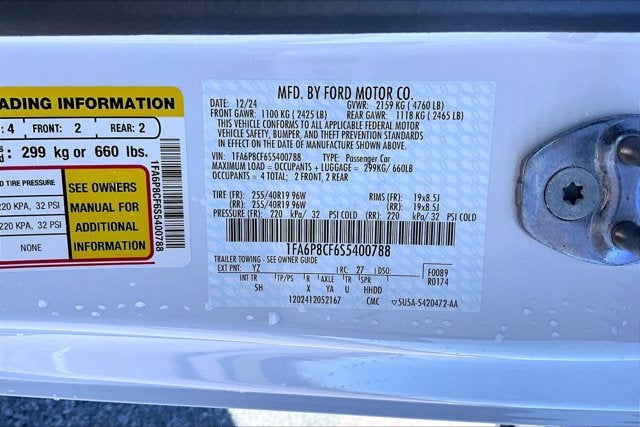 ADING INFORMATION
: 4 FRONT: 2 REAR: 2
S: 299 kg or 660 lbs.
D TIRE PRESSURE
220 KPA, 32 PSI
220 KPA, 32 PSI
NONE
SEE OWNERS
MANUAL FOR
ADDITIONAL
INFORMATION
1FA6P8CF6S5400788
MFD. BY FORD MOTOR CO.
DATE: 12/24 GVWR: 2159 KG ( 4760 LB)
FRONT GAWR: 1100 KG ( 2425 LB) REAR GAWR: 1118 KG ( 2465 LB)
THIS VEHICLE CONFORMS TO ALL APPLICABLE FEDERAL MOTOR
VEHICLE SAFETY, BUMPER, AND THEFT PREVENTION STANDARDS
IN EFFECT ON THE DATE OF MANUFACTURE SHOWN ABOVE.
VIN: 1FA6P8CF6S5400788 TYPE: Passenger Car
MAXIMUM LOAD = OCCUPANTS + LUGGAGE = 299KG/ 660LB
OCCUPANTS = 4 TOTAL: 2 FRONT, 2 REAR
TIRE (FR): 255/40R19 96W RIMS (FR): 19x8.5J
(RR): 255/40R19 96W (RR): 19x8.5J
PRESSURE (FR): 220 kPa/ 32 PSI COLD (RR): 220 kPa/32 PSI COLD
1FA6P8CF6S5400788
TRAILER TOWING - SEE OWNER GUIDE
EXT PNT: YZ RC: 27 DSO: F0089
INT TR TP/PS R AXLE TR SPR R0174
5H X YA U HHDD
1202412052167 CMC ▽5U5A-5420472-AA